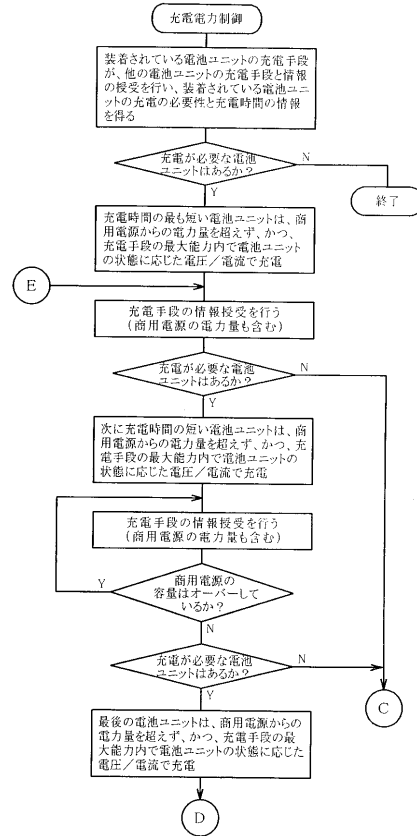 充電電力制御
装着されている電池ユニットの充電手段
が、他の電池ユニットの充電手段と情報
の授受を行い、装着されている電池ユニ
ットの充電の必要性と充電時間の情報
を得る
充電が必要な電池
ユニットはあるか?
N
Y
終了
充電時間の最も短い電池ユニットは、商
用電源からの電力量を超えず、かつ、
充電手段の最大能力内で電池ユニット
の状態に応じた電圧/電流で充電
E
充電手段の情報授受を行う
(商用電源の電力量も含む)
充電が必要な電池
ユニットはあるか?
N
Y
次に充電時間の短い電池ユニットは、商
用電源からの電力量を超えず、かつ、充
電手段の最大能力内で電池ユニットの
状態に応じた電圧/電流で充電
充電手段の情報授受を行う
(商用電源の電力量も含む)
Y
商用電源の
容量はオーバーして
いるか?
N
充電が必要な電池
ユニットはあるか?
N
Y
C
最後の電池ユニットは、商用電源からの
電力量を超えず、かつ、充電手段の最
大能力内で電池ユニットの状態に応じた
電圧/電流で充電
D